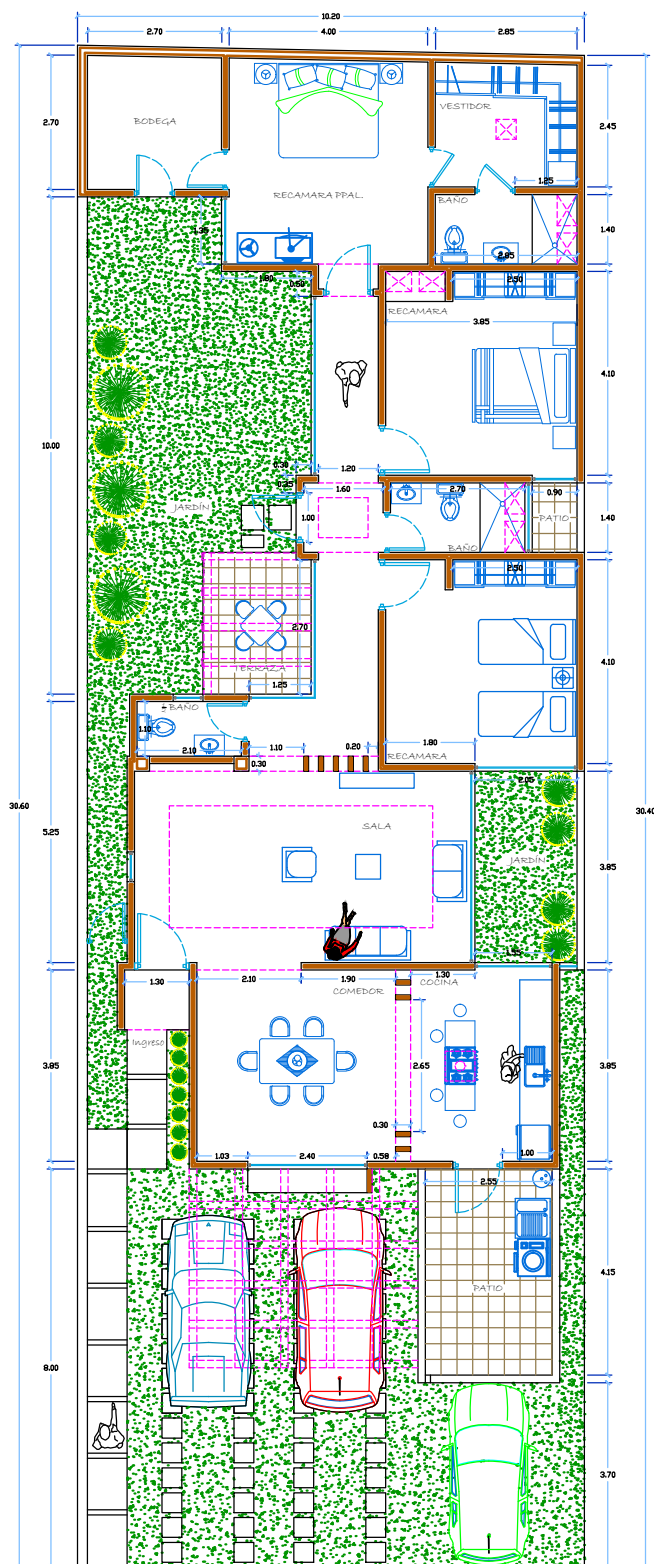 10.20
2.70 4.00 2.85
VESTIDOR
BODEGA
2.70
2.45
1.25
RECAMARA PPAL.
BAÑO
1.35
1.40
2.85
1.80
0.50
2.50
RECAMARA
3.85
4.10
10.00
0.30
1.20
0.35
1.60
2.70
0.90
JARDIN
1.00
PATIO
1.40
BAÑO
2.50
2.70
4.10
TERRAZA
1.25
BAÑO
1.10
2.10
1.10
0.20
1.80
RECAMARA
0.30
2.05
30.60
5.25
SALA
30.40
JARDIN
3.85
1.55
1.30
2.10
1.90
1.30
COMEDOR
COCINA
Ingreso
3.85
2.65
3.85
0.30
1.03
2.40
0.58
1.00
2.55
4.15
PATIO
8.00
3.70